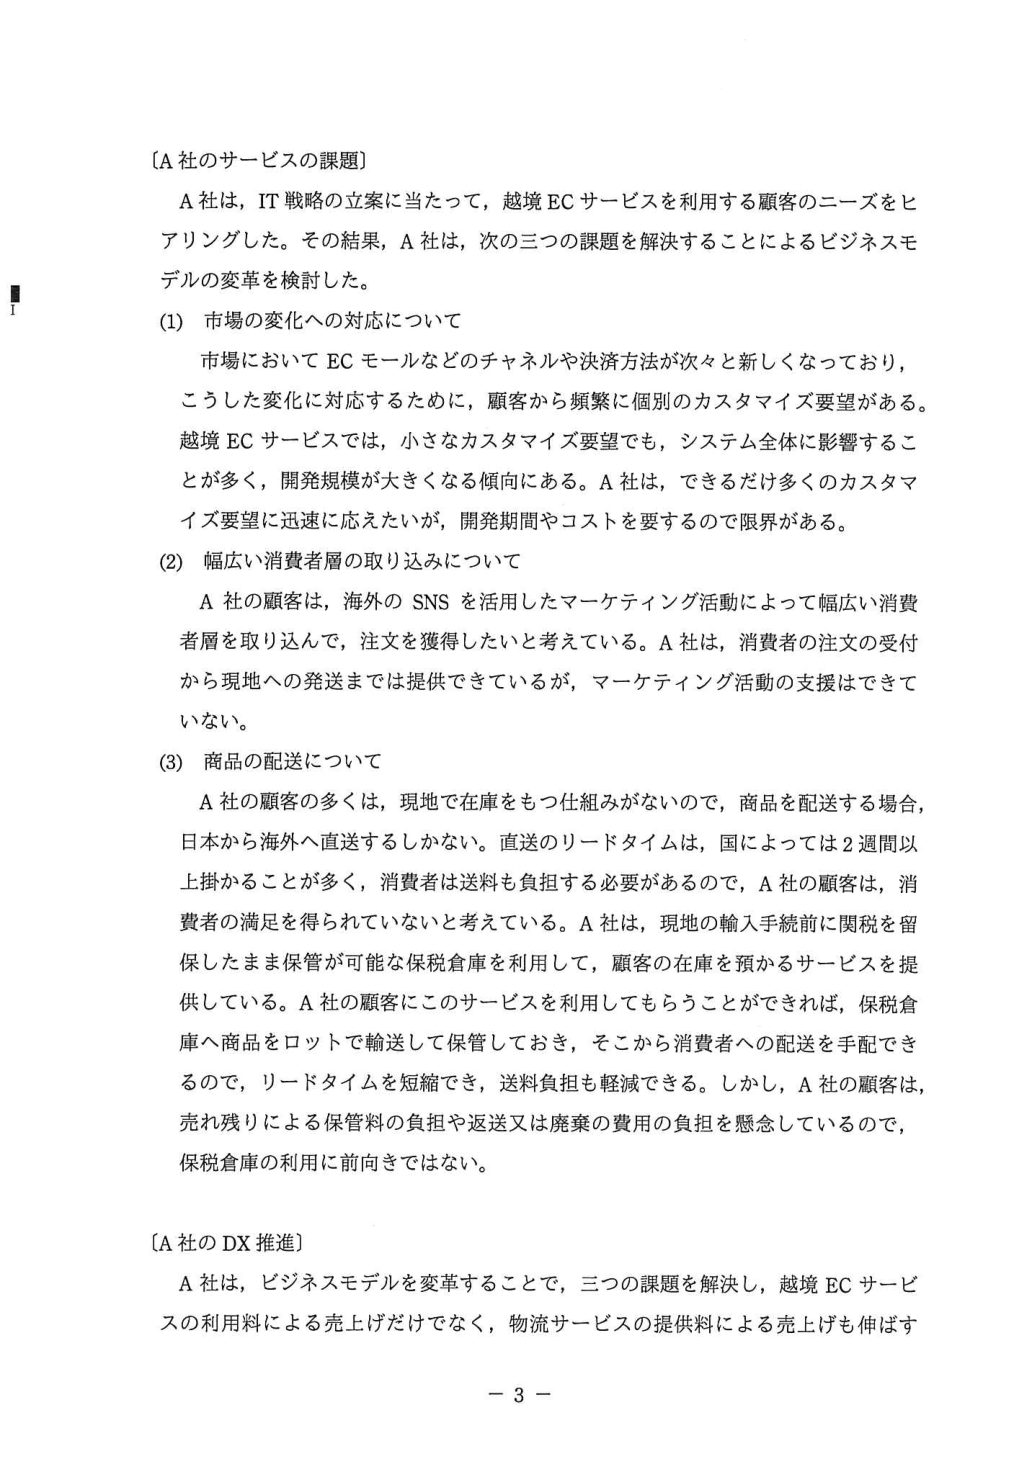 〔A 社のサービスの課題〕
A 社は，IT 戦略の立案に当たって，越境 EC サービスを利用する顧客のニーズをヒ
アリングした。その結果，A 社は，次の三つの課題を解決することによるビジネスモ
デルの変革を検討した。
I
(1) 市場の変化への対応について
市場において EC モールなどのチャネルや決済方法が次々と新しくなっており，
こうした変化に対応するために，顧客から頻繁に個別のカスタマイズ要望がある。
越境 EC サービスでは，小さなカスタマイズ要望でも，システム全体に影響するこ
とが多く，開発規模が大きくなる傾向にある。A 社は，できるだけ多くのカスタマ
イズ要望に迅速に応えたいが，開発期間やコストを要するので限界がある。
(2) 幅広い消費者層の取り込みについて
A 社の顧客は，海外の SNS を活用したマーケティング活動によって幅広い消費
者層を取り込んで，注文を獲得したいと考えている。A 社は，消費者の注文の受付
から現地への発送までは提供できているが，マーケティング活動の支援はできて
いない。
(3) 商品の配送について
A 社の顧客の多くは，現地で在庫をもつ仕組みがないので，商品を配送する場合，
日本から海外へ直送するしかない。直送のリードタイムは，国によっては 2 週間以
上掛かることが多く，消費者は送料も負担する必要があるので，A 社の顧客は，消
費者の満足を得られていないと考えている。A 社は，現地の輸入手続前に関税を留
保したまま保管が可能な保税倉庫を利用して，顧客の在庫を預かるサービスを提
供している。A 社の顧客にこのサービスを利用してもらうことができれば，保税倉
庫へ商品をロットで輸送して保管しておき，そこから消費者への配送を手配でき
るので，リードタイムを短縮でき，送料負担も軽減できる。しかし，A 社の顧客は，
売れ残りによる保管料の負担や返送又は廃棄の費用の負担を懸念しているので，
保税倉庫の利用に前向きではない。
〔A 社の DX 推進〕
A 社は，ビジネスモデルを変革することで，三つの課題を解決し，越境 EC サービ
スの利用料による売上げだけでなく，物流サービスの提供料による売上げも伸ばす
－ 3 －